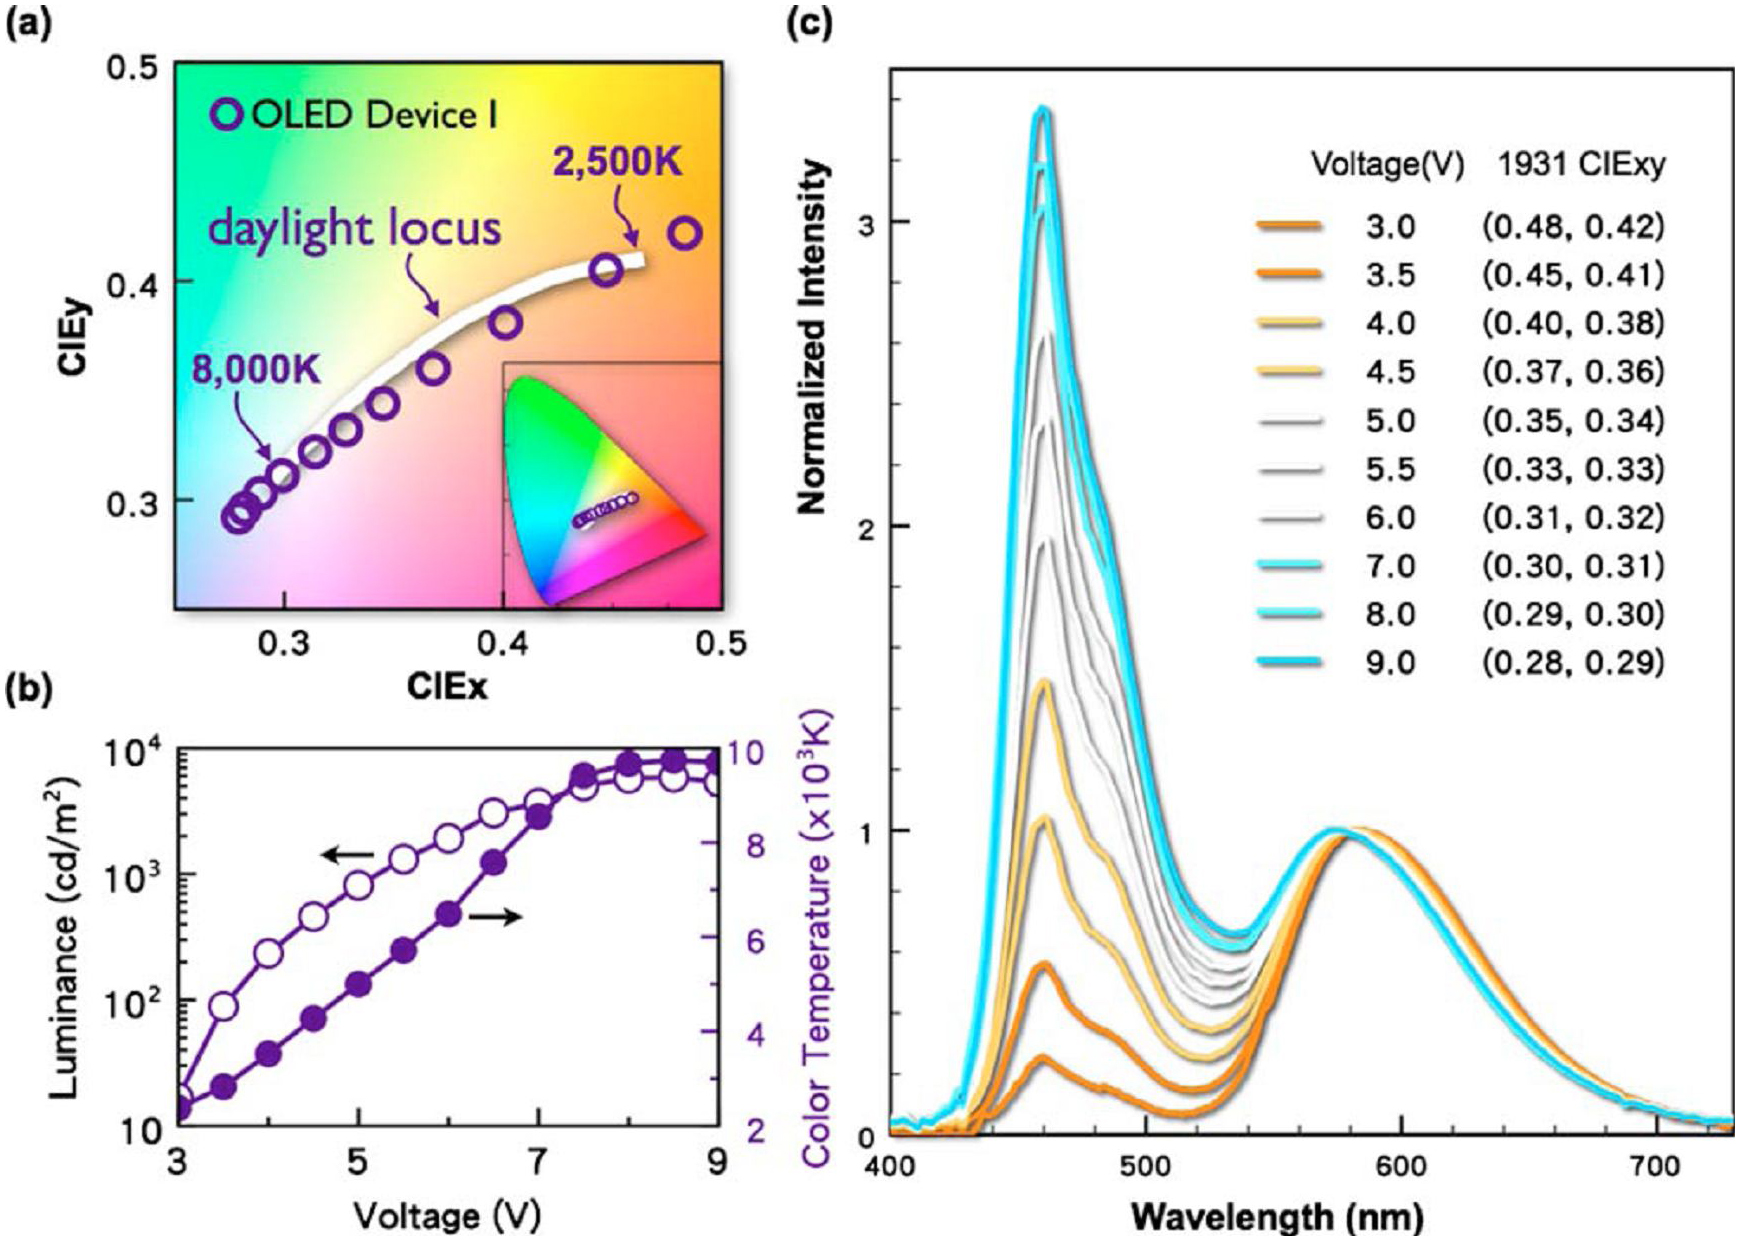 (a)
0.5
0.4
0.3
CIEy
OLED Device I
2,500K
daylight locus
8,000K
0.3 0.4 0.5
CIEx
(b)
10⁴
10³
10²
10
Luminance (cd/m²)
10
8
6
4
2
Color Temperature (x10³K)
3 5 7 9
Voltage (V)
(c)
3
2
1
0
Normalized Intensity
Voltage(V) 1931 CIExy
3.0 (0.48, 0.42)
3.5 (0.45, 0.41)
4.0 (0.40, 0.38)
4.5 (0.37, 0.36)
5.0 (0.35, 0.34)
5.5 (0.33, 0.33)
6.0 (0.31, 0.32)
7.0 (0.30, 0.31)
8.0 (0.29, 0.30)
9.0 (0.28, 0.29)
400 500 600 700
Wavelength (nm)